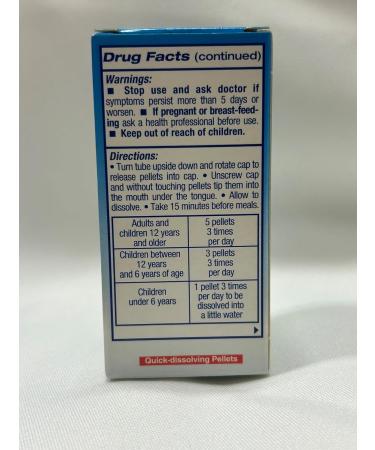 Drug Facts (continued)
Warnings:
■ Stop use and ask doctor if
symptoms persist more than 5 days or
worsen. ■ If pregnant or breast-feed-
ing ask a health professional before use.
■ Keep out of reach of children.
Directions:
• Turn tube upside down and rotate cap to
release pellets into cap. • Unscrew cap
and without touching pellets tip them into
the mouth under the tongue. • Allow to
dissolve. • Take 15 minutes before meals.
Adults and
children 12 years
and older
5 pellets
3 times
per day
Children between
12 years
and 6 years of age
3 pellets
3 times
per day
Children
under 6 years
1 pellet 3 times
per day to be
dissolved into
a little water
Quick-dissolving Pellets